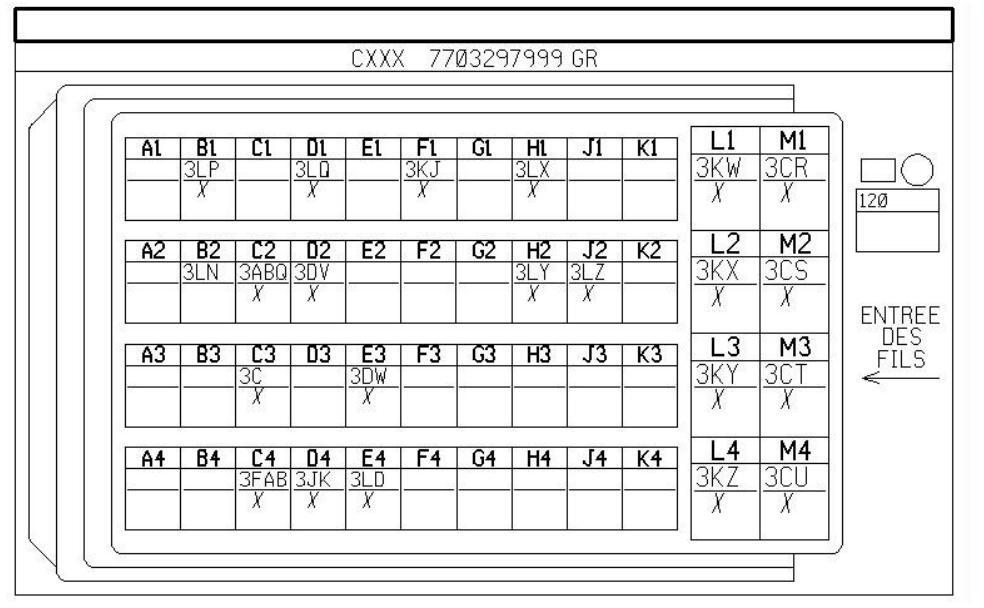 CXXX 7703297999 GR
A1 B1 C1 D1 E1 F1 G1 H1 J1 K1 L1 M1
3LP 3LQ 3KJ 3LX 3KW 3CR
X X X X X X
120
A2 B2 C2 D2 E2 F2 G2 H2 J2 K2 L2 M2
3LN 3ABQ 3DV 3LY 3LZ 3KX 3CS
X X X X X X
ENTREE
DES
FILS
A3 B3 C3 D3 E3 F3 G3 H3 J3 K3 L3 M3
3C 3DW 3KY 3CT
X X X X
A4 B4 C4 D4 E4 F4 G4 H4 J4 K4 L4 M4
3FAB 3JK 3LD 3KZ 3CU
X X X X X